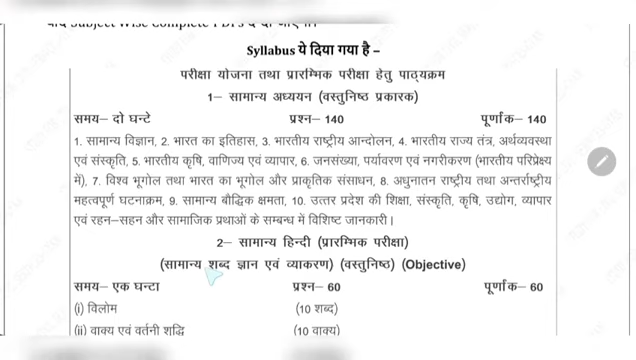 Subject Wise Complete PDFs
Syllabus ये दिया गया है –
परीक्षा योजना तथा प्रारम्भिक परीक्षा हेतु पाठ्यक्रम
1– सामान्य अध्ययन (वस्तुनिष्ठ प्रकारक)
समय– दो घन्टे प्रश्न– 140 पूर्णांक– 140
1. सामान्य विज्ञान, 2. भारत का इतिहास, 3. भारतीय राष्ट्रीय आन्दोलन, 4. भारतीय राज्य तंत्र, अर्थव्यवस्था
एवं संस्कृति, 5. भारतीय कृषि, वाणिज्य एवं व्यापार, 6. जनसंख्या, पर्यावरण एवं नगरीकरण (भारतीय परिप्रेक्ष्य
में), 7. विश्व भूगोल तथा भारत का भूगोल और प्राकृतिक संसाधन, 8. अधुनातन राष्ट्रीय तथा अन्तर्राष्ट्रीय
महत्वपूर्ण घटनाक्रम, 9. सामान्य बौद्धिक क्षमता, 10. उत्तर प्रदेश की शिक्षा, संस्कृति, कृषि, उद्योग, व्यापार
एवं रहन–सहन और सामाजिक प्रथाओं के सम्बन्ध में विशिष्ट जानकारी।
2– सामान्य हिन्दी (प्रारम्भिक परीक्षा)
(सामान्य शब्द ज्ञान एवं व्याकरण) (वस्तुनिष्ठ) (Objective)
समय– एक घन्टा प्रश्न– 60 पूर्णांक– 60
(i) विलोम (10 शब्द)
(ii) वाक्य एवं वर्तनी शुद्धि (10 वाक्य)